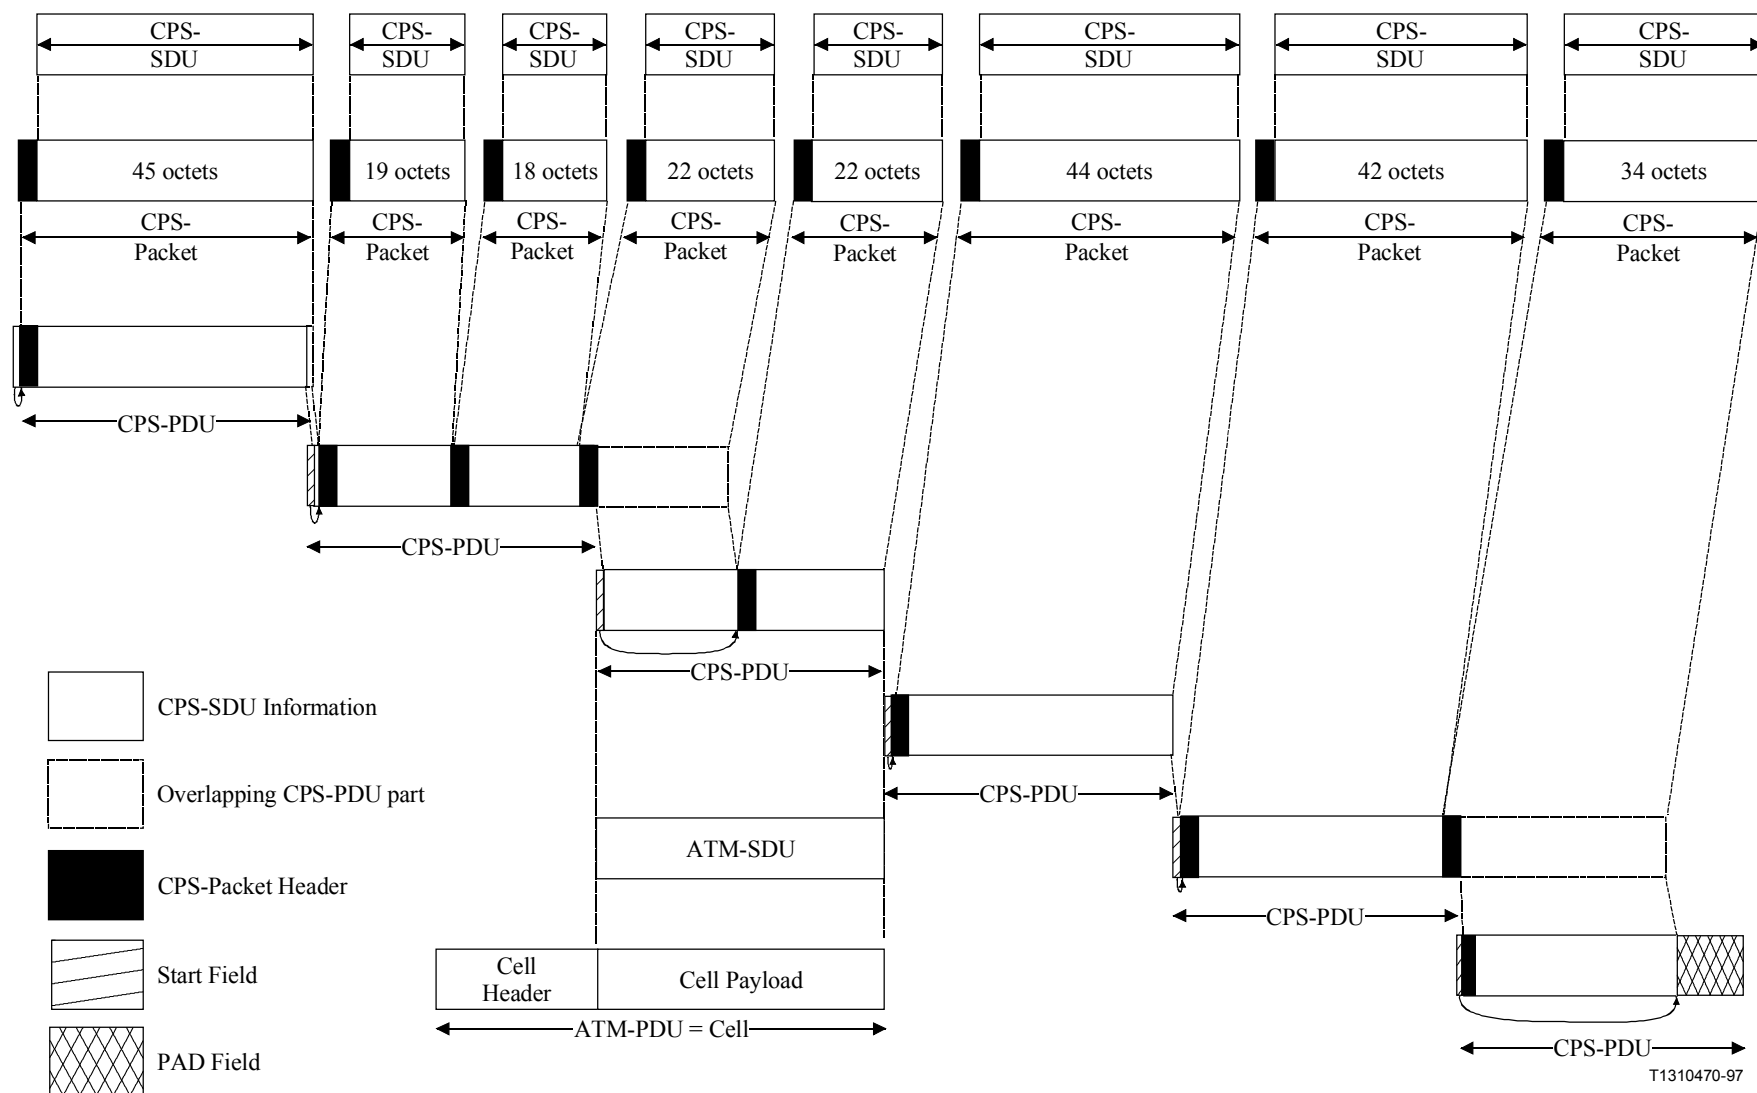 CPS-
SDU
CPS-
SDU
CPS-
SDU
CPS-
SDU
CPS-
SDU
CPS-
SDU
CPS-
SDU
CPS-
SDU
45 octets
19 octets
18 octets
22 octets
22 octets
44 octets
42 octets
34 octets
CPS-
Packet
CPS-
Packet
CPS-
Packet
CPS-
Packet
CPS-
Packet
CPS-
Packet
CPS-
Packet
CPS-
Packet
CPS-PDU
CPS-PDU
CPS-PDU
CPS-PDU
CPS-PDU
CPS-PDU
CPS-SDU Information
Overlapping CPS-PDU part
CPS-Packet Header
Start Field
PAD Field
ATM-SDU
Cell
Header
Cell Payload
ATM-PDU = Cell
T1310470-97